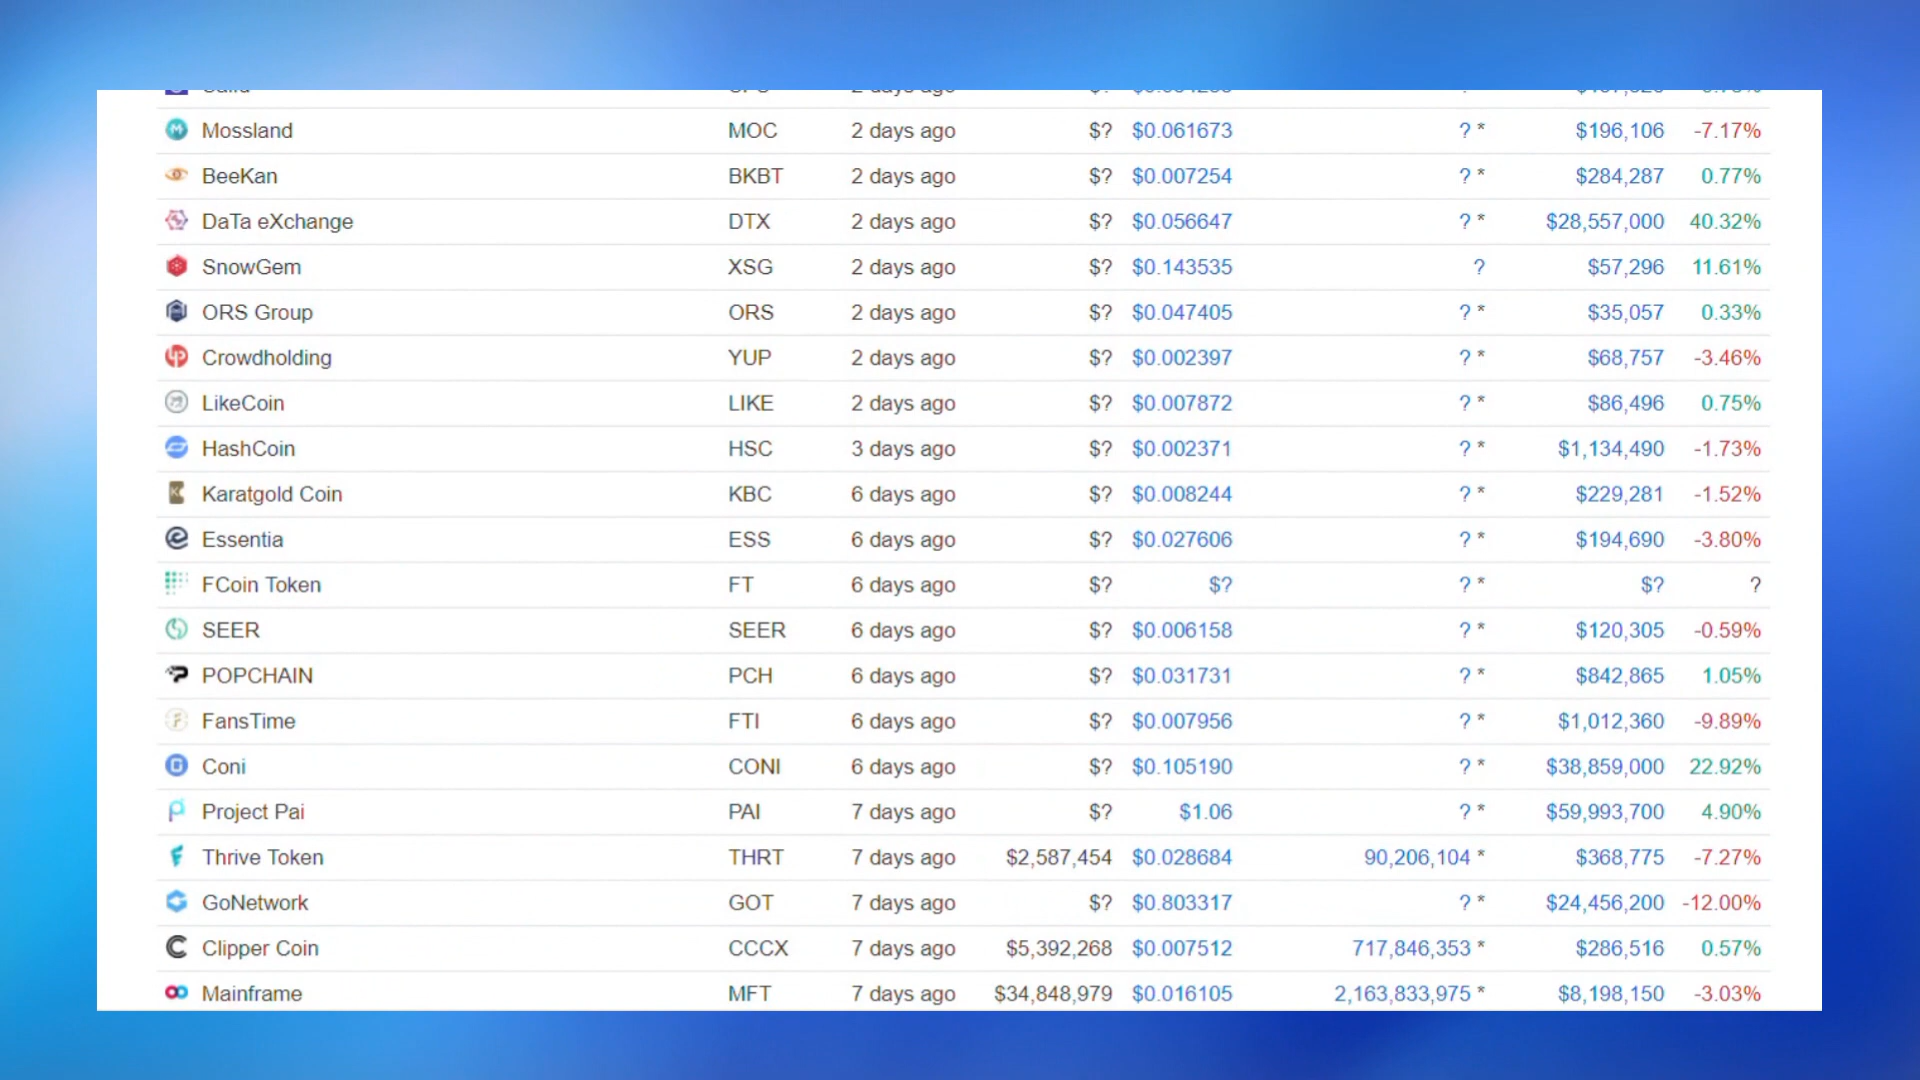 Mossland MOC 2 days ago $? $0.061673 ? * $196,106 -7.17%
BeeKan BKBT 2 days ago $? $0.007254 ? * $284,287 0.77%
DaTa eXchange DTX 2 days ago $? $0.056647 ? * $28,557,000 40.32%
SnowGem XSG 2 days ago $? $0.143535 ? $57,296 11.61%
ORS Group ORS 2 days ago $? $0.047405 ? * $35,057 0.33%
Crowdholding YUP 2 days ago $? $0.002397 ? * $68,757 -3.46%
LikeCoin LIKE 2 days ago $? $0.007872 ? * $86,496 0.75%
HashCoin HSC 3 days ago $? $0.002371 ? * $1,134,490 -1.73%
Karatgold Coin KBC 6 days ago $? $0.008244 ? * $229,281 -1.52%
Essentia ESS 6 days ago $? $0.027606 ? * $194,690 -3.80%
FCoin Token FT 6 days ago $? $? ? * $? ?
SEER SEER 6 days ago $? $0.006158 ? * $120,305 -0.59%
POPCHAIN PCH 6 days ago $? $0.031731 ? * $842,865 1.05%
FansTime FTI 6 days ago $? $0.007956 ? * $1,012,360 -9.89%
Coni CONI 6 days ago $? $0.105190 ? * $38,859,000 22.92%
Project Pai PAI 7 days ago $? $1.06 ? * $59,993,700 4.90%
Thrive Token THRT 7 days ago $2,587,454 $0.028684 90,206,104 * $368,775 -7.27%
GoNetwork GOT 7 days ago $? $0.803317 ? * $24,456,200 -12.00%
Clipper Coin CCCX 7 days ago $5,392,268 $0.007512 717,846,353 * $286,516 0.57%
Mainframe MFT 7 days ago $34,848,979 $0.016105 2,163,833,975 * $8,198,150 -3.03%